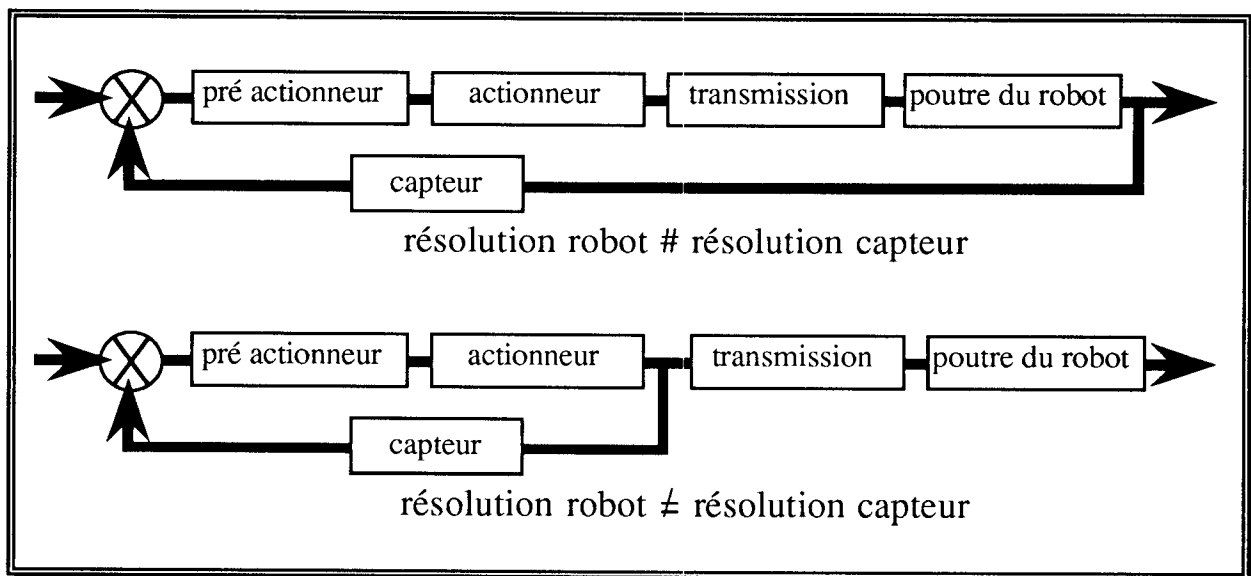 pré actionneur actionneur transmission poutre du robot
capteur
résolution robot # résolution capteur
pré actionneur actionneur transmission poutre du robot
capteur
résolution robot ≠ résolution capteur